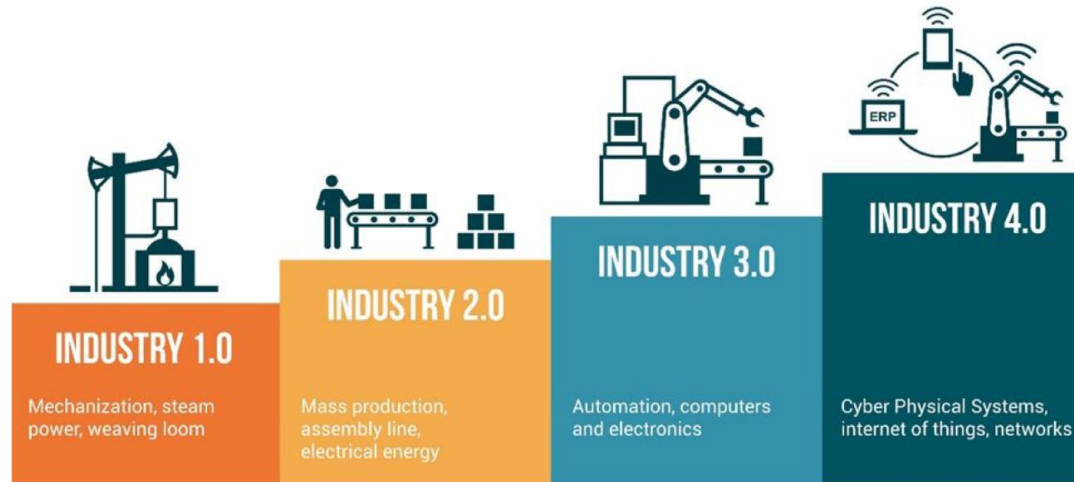 ERP
INDUSTRY 1.0
Mechanization, steam
power, weaving loom
INDUSTRY 2.0
Mass production,
assembly line,
electrical energy
INDUSTRY 3.0
Automation, computers
and electronics
INDUSTRY 4.0
Cyber Physical Systems,
internet of things, networks